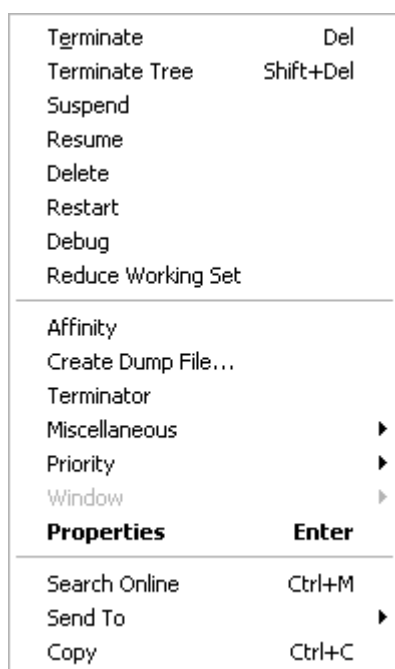 Terminate Del
Terminate Tree Shift+Del
Suspend
Resume
Delete
Restart
Debug
Reduce Working Set
Affinity
Create Dump File...
Terminator
Miscellaneous
Priority
Window
Properties Enter
Search Online Ctrl+M
Send To
Copy Ctrl+C